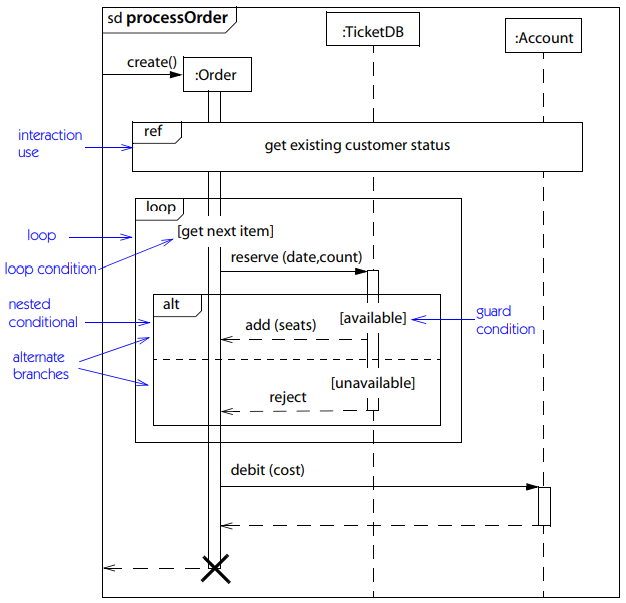 sd processOrder
:TicketDB
:Account
create()
:Order
ref
get existing customer status
interaction
use
loop
[get next item]
loop
loop condition
reserve (date,count)
alt
[available]
add (seats)
nested
conditional
guard
condition
alternate
branches
[unavailable]
reject
debit (cost)